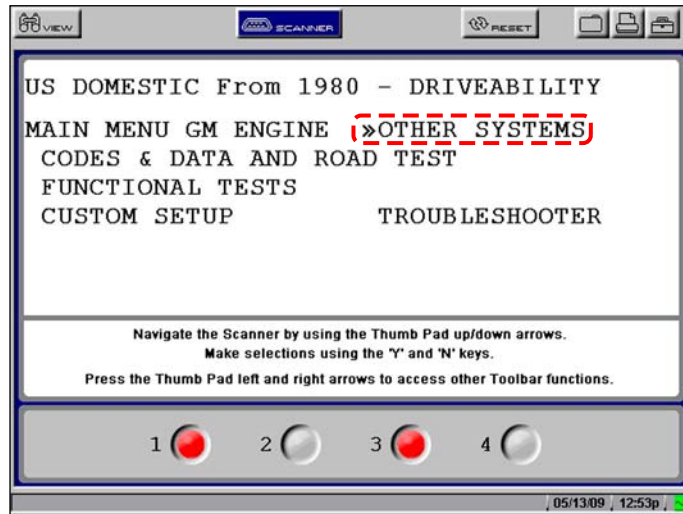 VIEW SCANNER RESET
US DOMESTIC From 1980 - DRIVEABILITY
MAIN MENU GM ENGINE »OTHER SYSTEMS
CODES & DATA AND ROAD TEST
FUNCTIONAL TESTS
CUSTOM SETUP TROUBLESHOOTER
Navigate the Scanner by using the Thumb Pad up/down arrows.
Make selections using the 'Y' and 'N' keys.
Press the Thumb Pad left and right arrows to access other Toolbar functions.
1 2 3 4
05/13/09 12:53p